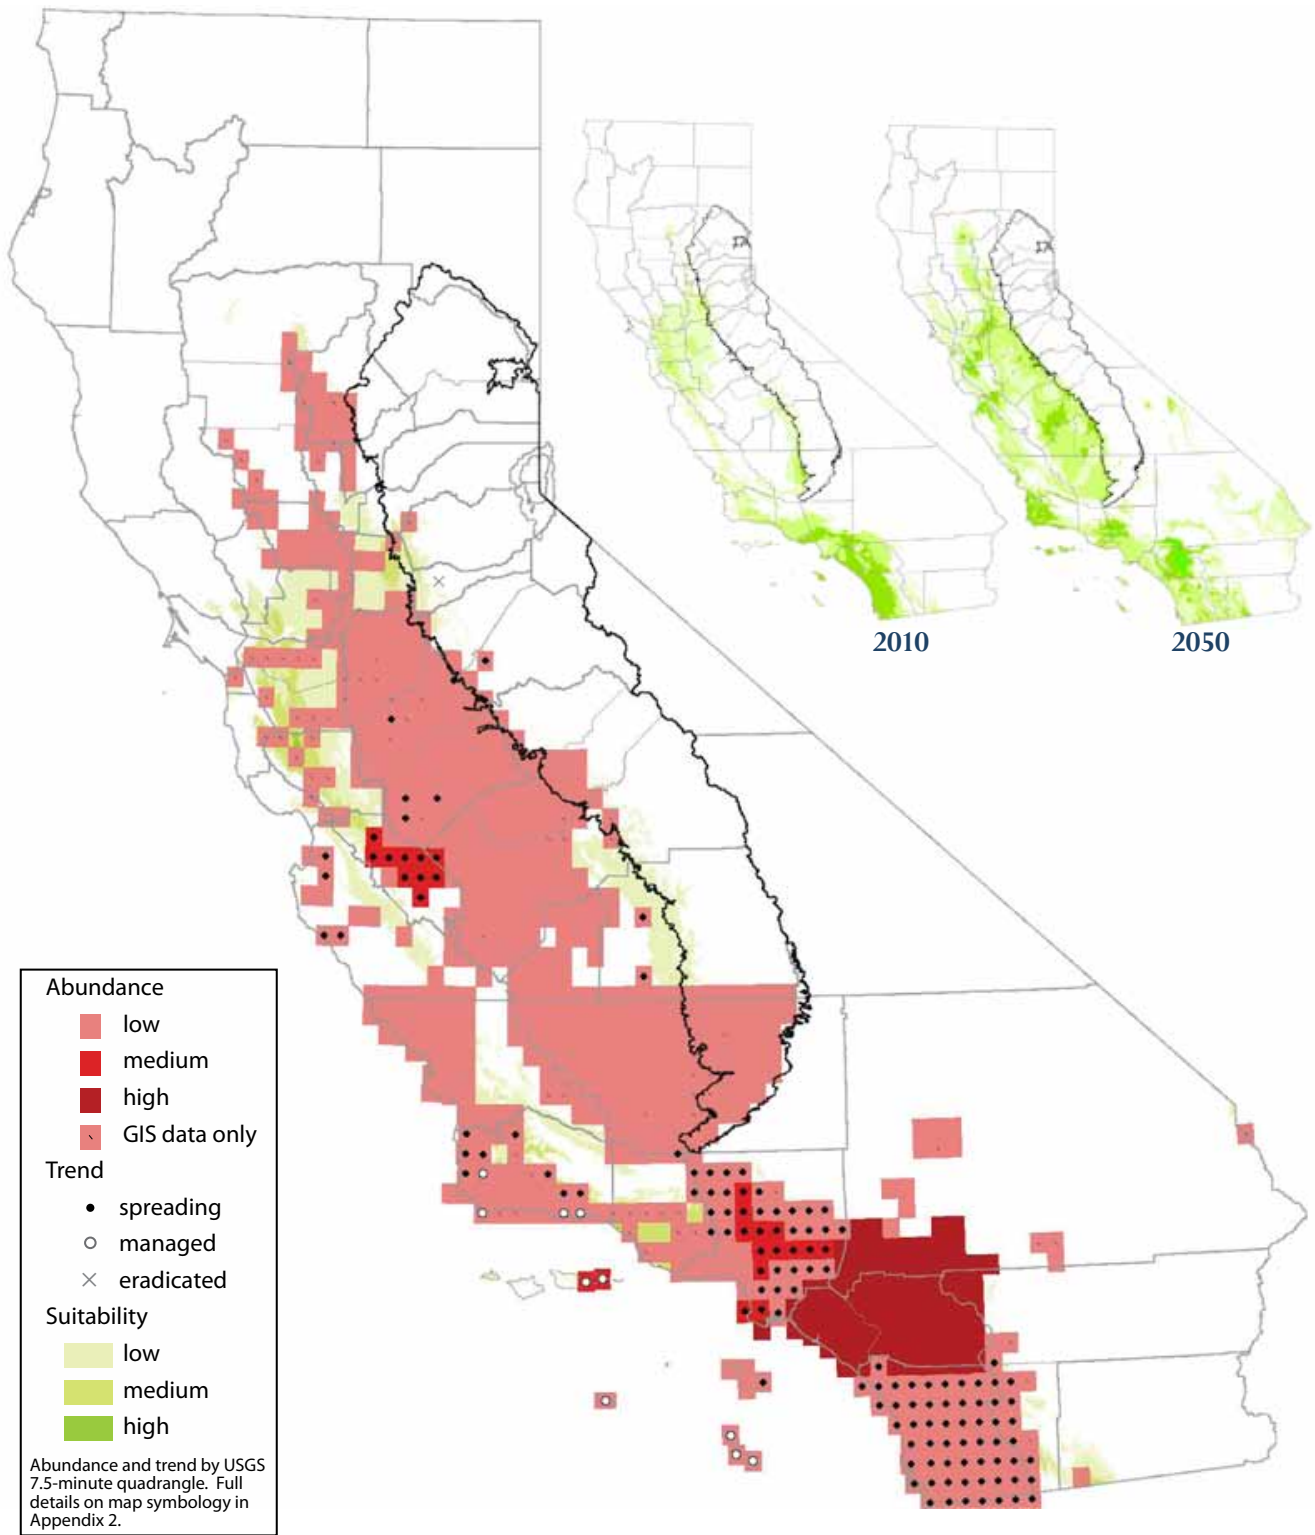 2010
2050
Abundance
low
medium
high
GIS data only
Trend
spreading
managed
eradicated
Suitability
low
medium
high
Abundance and trend by USGS
7.5-minute quadrangle. Full
details on map symbology in
Appendix 2.